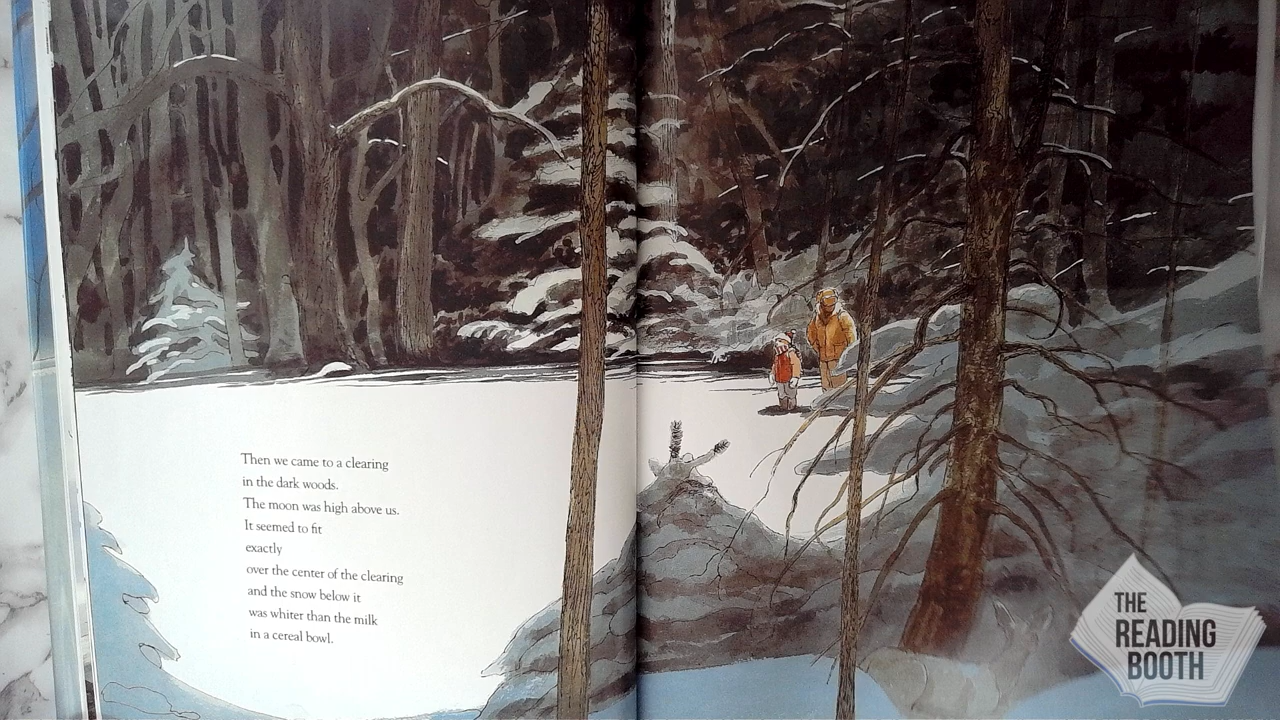 Then we came to a clearing
in the dark woods.
The moon was high above us.
It seemed to fit
exactly
over the center of the clearing
and the snow below it
was whiter than the milk
in a cereal bowl.
THE
READING
BOOTH